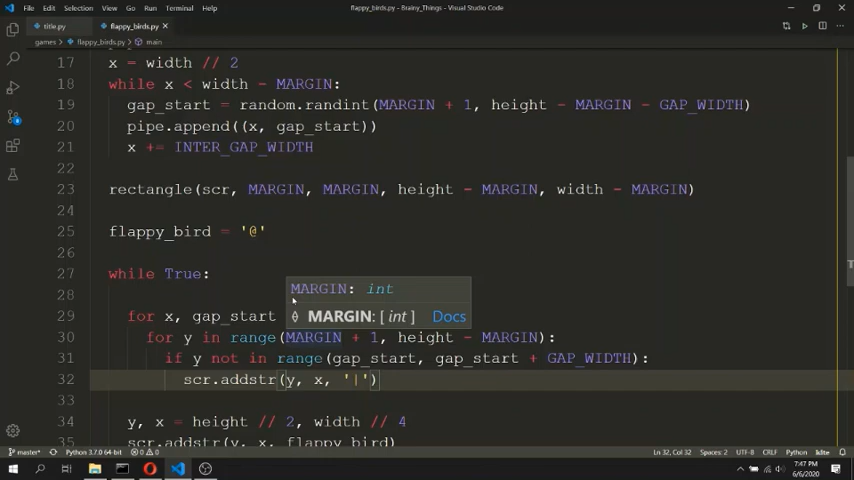 File Edit Selection View Go Run Terminal Help flappy_birds.py - Brainy_Things - Visual Studio Code
title.py flappy_birds.py
games > flappy_birds.py > main
17 x = width // 2
18 while x < width - MARGIN:
19 gap_start = random.randint(MARGIN + 1, height - MARGIN - GAP_WIDTH)
20 pipe.append((x, gap_start))
21 x += INTER_GAP_WIDTH
22
23 rectangle(scr, MARGIN, MARGIN, height - MARGIN, width - MARGIN)
24
25 flappy_bird = '@'
26
27 while True:
28
MARGIN: int
MARGIN: [ int ] Docs
29 for x, gap_start
30 for y in range(MARGIN + 1, height - MARGIN):
31 if y not in range(gap_start, gap_start + GAP_WIDTH):
32 scr.addstr(y, x, '|')
33
34 y, x = height // 2, width // 4
35 scr.addstr(y, x, flappy_bird)
master* Python 3.7.0 64-bit 0 0 Ln 32, Col 32 Spaces: 2 UTF-8 CRLF Python kite
7:47 PM
6/6/2020